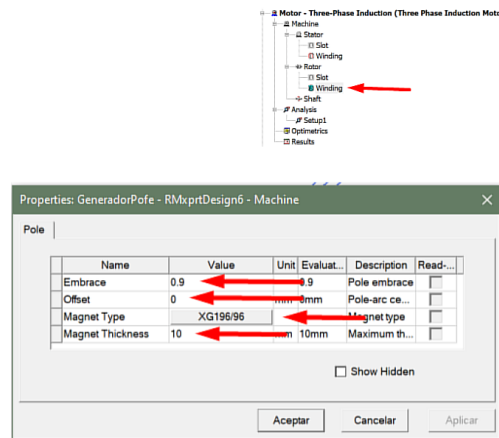 Motor - Three-Phase Induction (Three Phase Induction Moto
Machine
Stator
Slot
Winding
Rotor
Slot
Winding
Shaft
Analysis
Setup1
Optimetrics
Results
Properties: GeneradorPofe - RMxprtDesign6 - Machine
Pole
Name Value Unit Evaluat... Description Read-...
Embrace 0.9 0.9 Pole embrace
Offset 0 mm 0mm Pole-arc ce...
Magnet Type XG196/96 Magnet type
Magnet Thickness 10 mm 10mm Maximum th...
Show Hidden
Aceptar Cancelar Aplicar